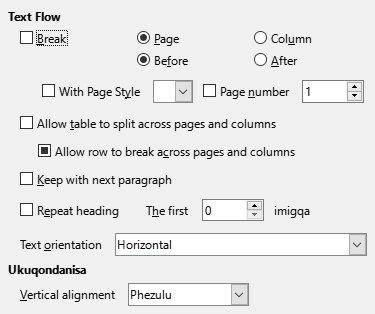 Text Flow
Break Page Column
Before After
With Page Style Page number 1
Allow table to split across pages and columns
Allow row to break across pages and columns
Keep with next paragraph
Repeat heading The first 0 imigqa
Text orientation Horizontal
Ukuqondanisa
Vertical alignment Phezulu